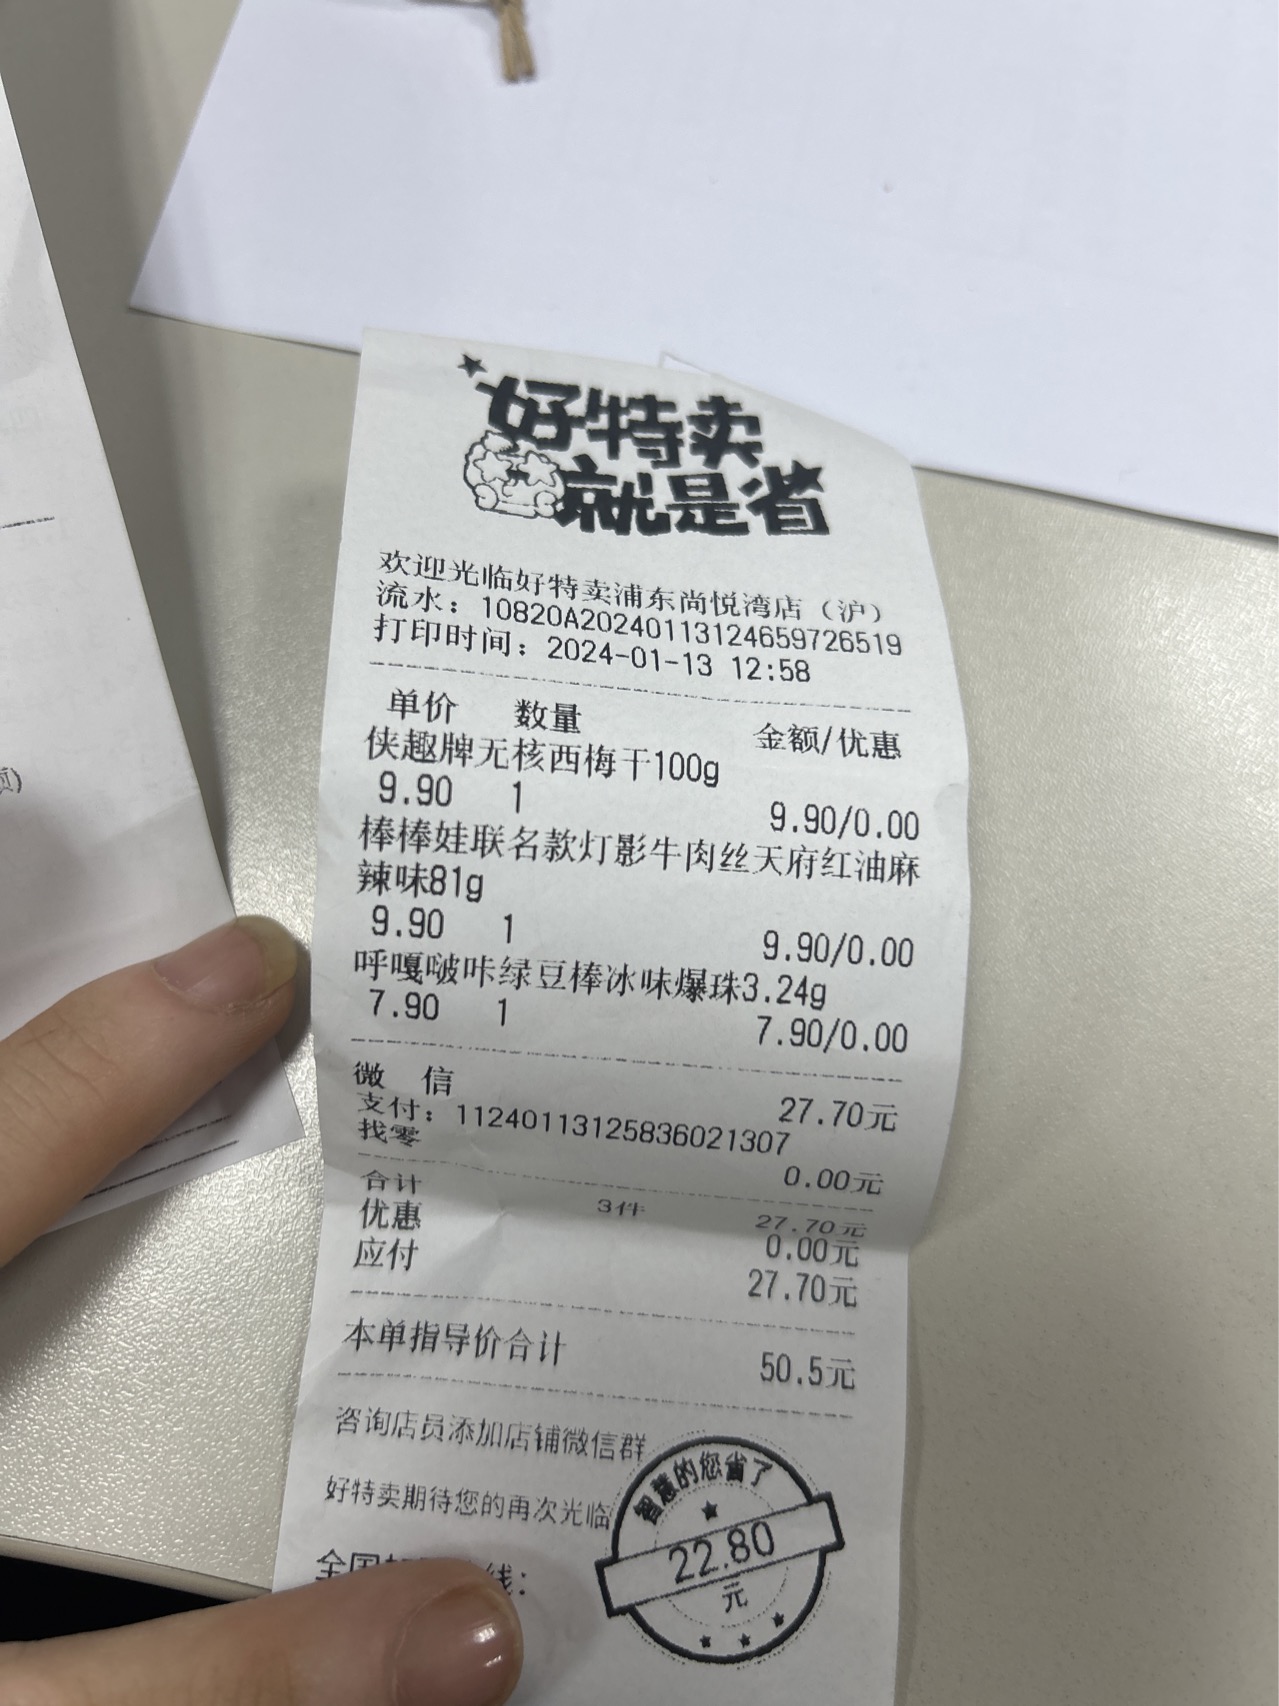 好特卖
就是省
欢迎光临好特卖浦东尚悦湾店（沪）
流水：10820A20240113124659726519
打印时间：2024-01-13 12:58
单价 数量 金额/优惠
侠趣牌无核西梅干100g
9.90 1 9.90/0.00
棒棒娃联名款灯影牛肉丝天府红油麻
辣味81g
9.90 1 9.90/0.00
呼嘎啵咔绿豆棒冰味爆珠3.24g
7.90 1 7.90/0.00
微 信 27.70元
支付：11240113125836021307
找零 0.00元
合计 3件 27.70元
优惠 0.00元
应付 27.70元
本单指导价合计 50.5元
咨询店员添加店铺微信群
好特卖期待您的再次光临
智慧的您省了
22.80
元
全国 线：